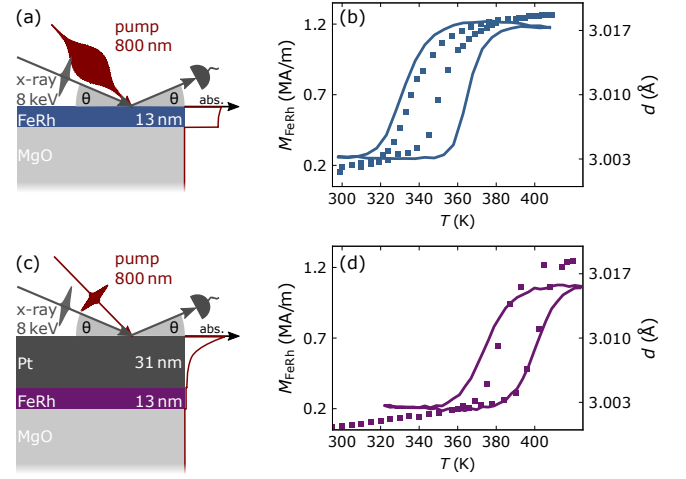 (a)
pump
800 nm
x-ray
8 keV
θ
θ
~
abs.
FeRh
13 nm
MgO
(b)
1.2
0.7
0.2
M_FeRh (MA/m)
3.017
3.010
3.003
d (Å)
300
320
340
360
380
400
T (K)
(c)
pump
800 nm
x-ray
8 keV
θ
θ
~
abs.
Pt
31 nm
FeRh
13 nm
MgO
(d)
1.2
0.7
0.2
M_FeRh (MA/m)
3.017
3.010
3.003
d (Å)
300
320
340
360
380
400
T (K)